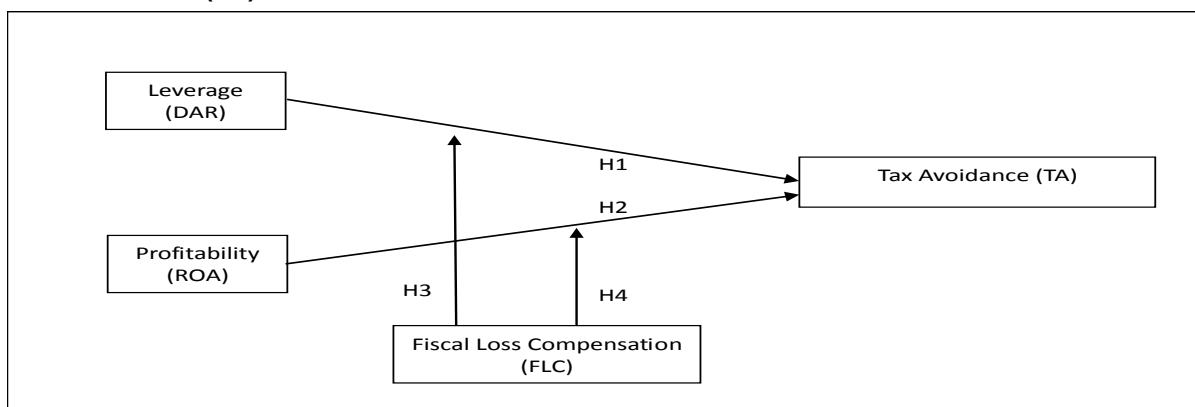 Leverage
(DAR)
H1
Tax Avoidance (TA)
H2
Profitability
(ROA)
H3
H4
Fiscal Loss Compensation
(FLC)